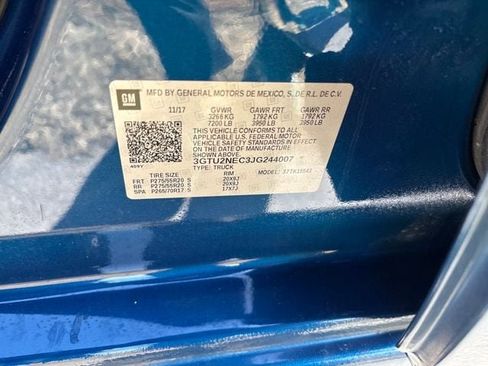 GM
MFD BY GENERAL MOTORS DE MEXICO, S. DE R.L. DE C.V.
11/17 GVWR GAWR FRT GAWR RR
3266 KG 1792 KG 1792 KG
7200 LB 3950 LB 3950 LB
THIS VEHICLE CONFORMS TO ALL APPLICABLE U.S. FEDERAL MOTOR
VEHICLE SAFETY STANDARDS IN EFFECT ON THE DATE OF
MANUFACTURE SHOWN ABOVE.
3GTU2NEC3JG244007
TYPE: TRUCK MODEL:
TIRE SIZE RIM
FRT P275/55R20 S 20X9J
RR P275/55R20 S 20X9J
SPA P265/70R17 S 17X7J